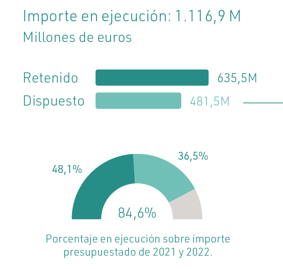 Importe en ejecución: 1.116,9 M
Millones de euros
Retenido 635,5M
Dispuesto 481,5M
48,1% 36,5%
84,6%
Porcentaje en ejecución sobre importe
presupuestado de 2021 y 2022.